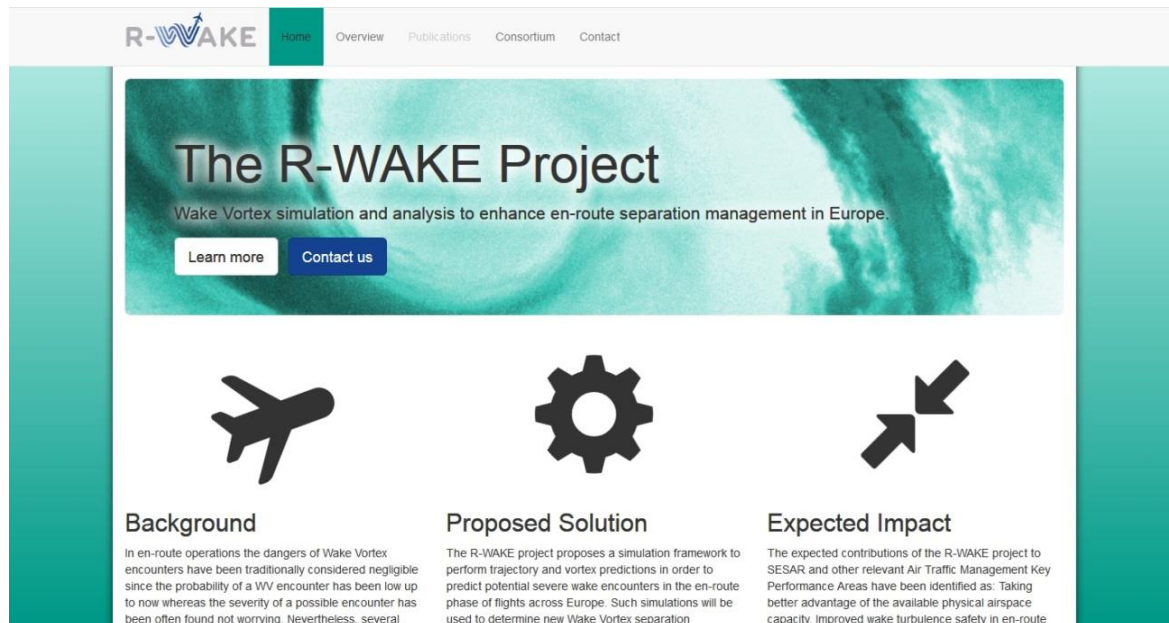 R-WAKE Home Overview Publications Consortium Contact
The R-WAKE Project
Wake Vortex simulation and analysis to enhance en-route separation management in Europe.
Learn more Contact us
Background
In en-route operations the dangers of Wake Vortex
encounters have been traditionally considered negligible
since the probability of a WV encounter has been low up
to now whereas the severity of a possible encounter has
been often found not worrying. Nevertheless, several
Proposed Solution
The R-WAKE project proposes a simulation framework to
perform trajectory and vortex predictions in order to
predict potential severe wake encounters in the en-route
phase of flights across Europe. Such simulations will be
used to determine new Wake Vortex separation
Expected Impact
The expected contributions of the R-WAKE project to
SESAR and other relevant Air Traffic Management Key
Performance Areas have been identified as: Taking
better advantage of the available physical airspace
capacity. Improved wake turbulence safety in en-route